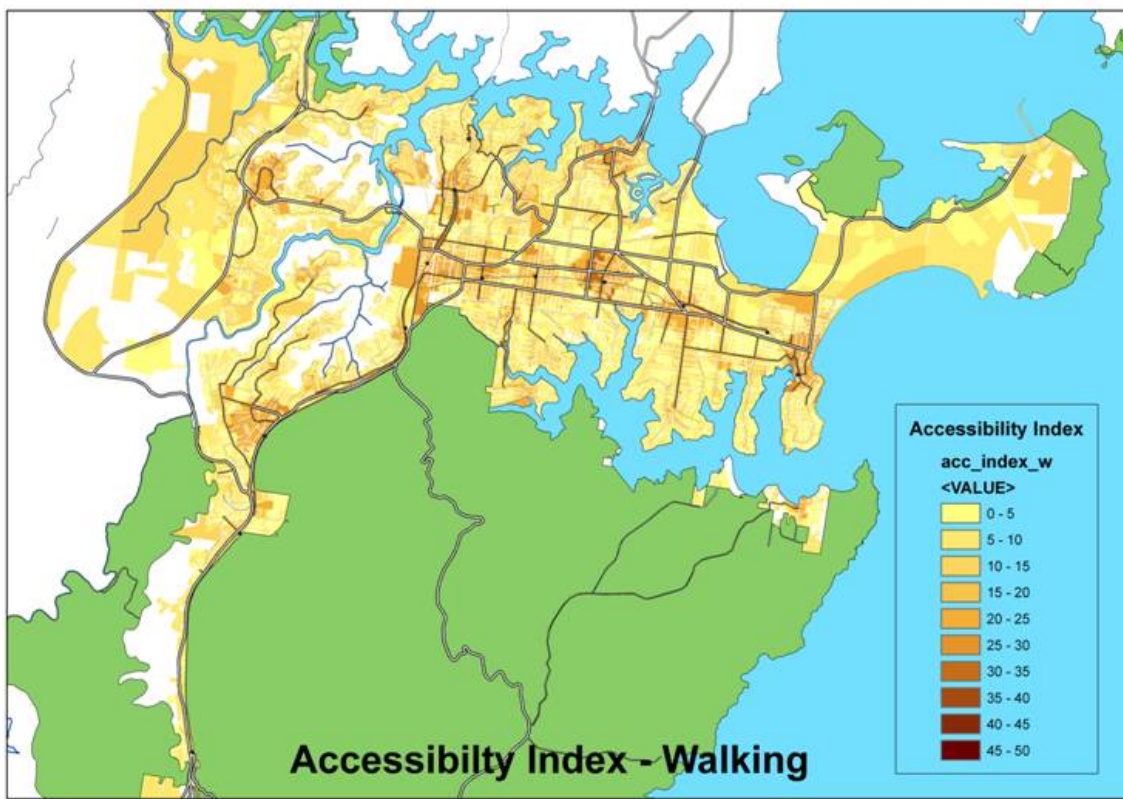 Accessibility Index
acc_index_w
<VALUE>
0 - 5
5 - 10
10 - 15
15 - 20
20 - 25
25 - 30
30 - 35
35 - 40
40 - 45
45 - 50
Accessibilty Index - Walking